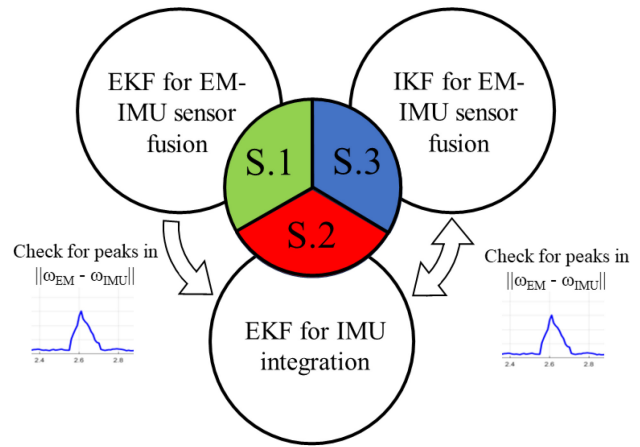 EKF for EM-
IMU sensor
fusion
IKF for EM-
IMU sensor
fusion
S.1
S.3
S.2
Check for peaks in
||ωEM - ωIMU||
2.4 2.6 2.8
Check for peaks in
||ωEM - ωIMU||
2.4 2.6 2.8
EKF for IMU
integration